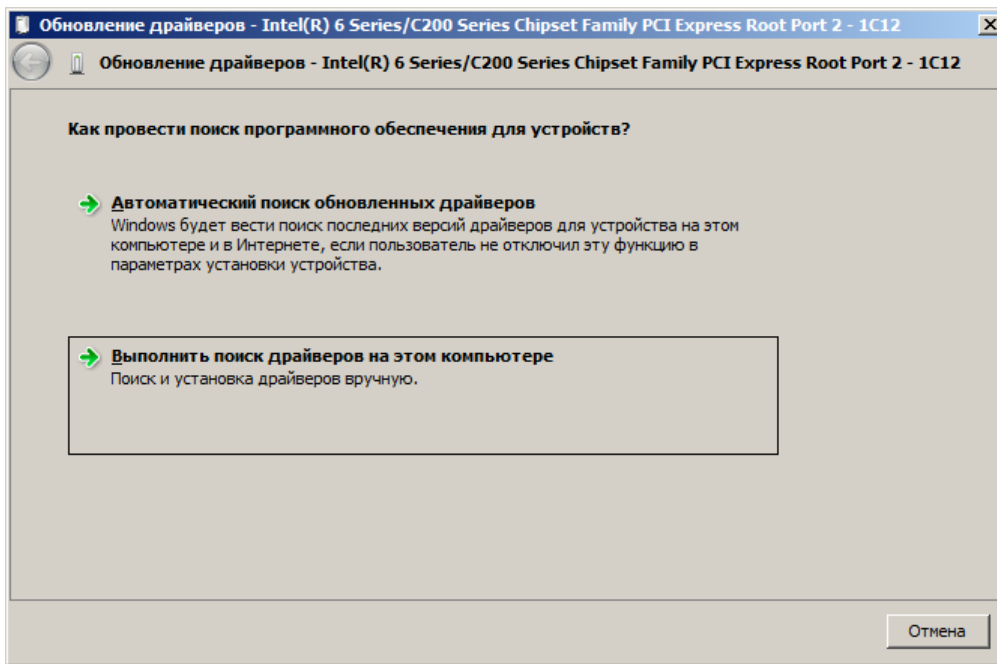 Обновление драйверов - Intel(R) 6 Series/C200 Series Chipset Family PCI Express Root Port 2 - 1C12
Обновление драйверов - Intel(R) 6 Series/C200 Series Chipset Family PCI Express Root Port 2 - 1C12
Как провести поиск программного обеспечения для устройств?
Автоматический поиск обновленных драйверов
Windows будет вести поиск последних версий драйверов для устройства на этом
компьютере и в Интернете, если пользователь не отключил эту функцию в
параметрах установки устройства.
Выполнить поиск драйверов на этом компьютере
Поиск и установка драйверов вручную.
Отмена